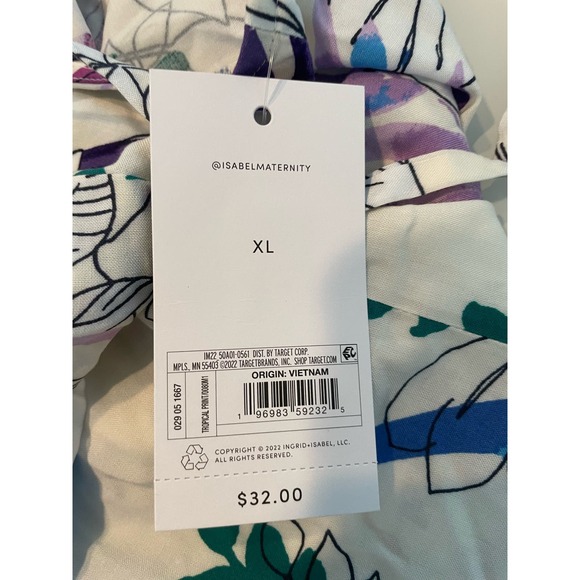 @ISABELMATERNITY
XL
IM22 50A01-0561 DIST. BY TARGET CORP.
MPLS., MN 55403 ©2022 TARGETBRANDS, INC. SHOP TARGET.COM
029 05 1667
TROPICAL PRINT/0080M1
ORIGIN: VIETNAM
1 96983 59232 5
COPYRIGHT © 2022 INGRID+ISABEL, LLC.
ALL RIGHTS RESERVED.
$32.00